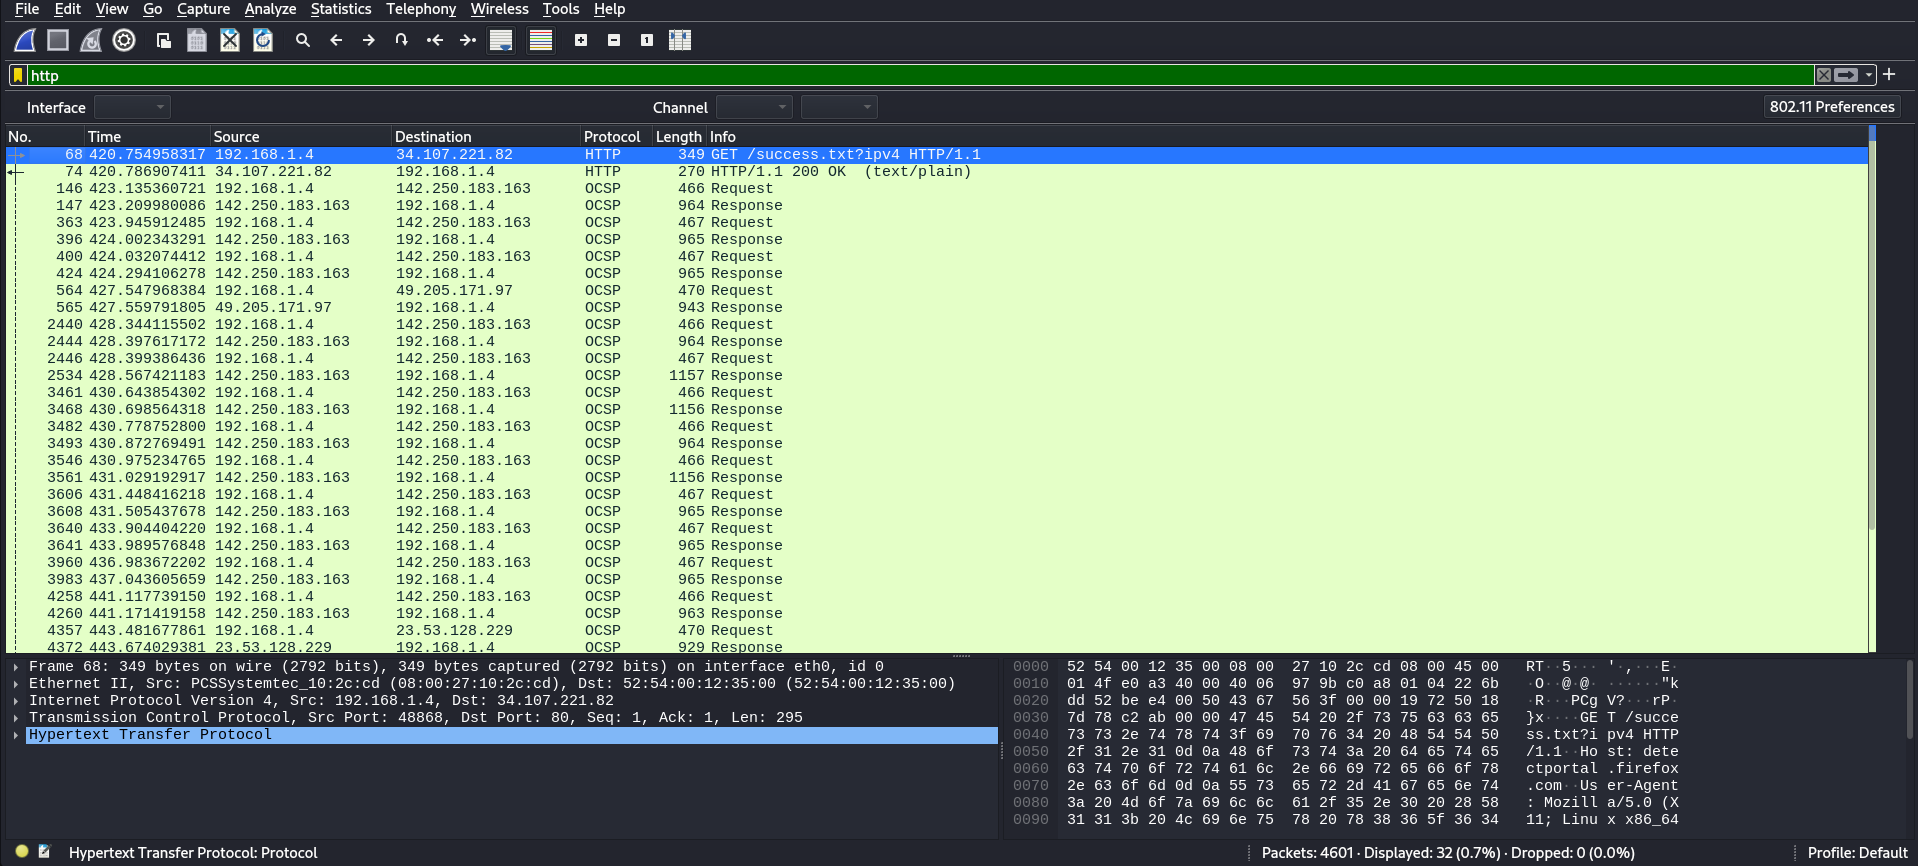 File Edit View Go Capture Analyze Statistics Telephony Wireless Tools Help
http
Interface Channel 802.11 Preferences
No. Time Source Destination Protocol Length Info
68 420.754958317 192.168.1.4 34.107.221.82 HTTP 349 GET /success.txt?ipv4 HTTP/1.1
74 420.786907411 34.107.221.82 192.168.1.4 HTTP 270 HTTP/1.1 200 OK (text/plain)
146 423.135360721 192.168.1.4 142.250.183.163 OCSP 466 Request
147 423.209980086 142.250.183.163 192.168.1.4 OCSP 964 Response
363 423.945912485 192.168.1.4 142.250.183.163 OCSP 467 Request
396 424.002343291 142.250.183.163 192.168.1.4 OCSP 965 Response
400 424.032074412 192.168.1.4 142.250.183.163 OCSP 467 Request
424 424.294106278 142.250.183.163 192.168.1.4 OCSP 965 Response
564 427.547968384 192.168.1.4 49.205.171.97 OCSP 470 Request
565 427.559791805 49.205.171.97 192.168.1.4 OCSP 943 Response
2440 428.344115502 192.168.1.4 142.250.183.163 OCSP 466 Request
2444 428.397617172 142.250.183.163 192.168.1.4 OCSP 964 Response
2446 428.399386436 192.168.1.4 142.250.183.163 OCSP 467 Request
2534 428.567421183 142.250.183.163 192.168.1.4 OCSP 1157 Response
3461 430.643854302 192.168.1.4 142.250.183.163 OCSP 466 Request
3468 430.698564318 142.250.183.163 192.168.1.4 OCSP 1156 Response
3482 430.778752800 192.168.1.4 142.250.183.163 OCSP 466 Request
3493 430.872769491 142.250.183.163 192.168.1.4 OCSP 964 Response
3546 430.975234765 192.168.1.4 142.250.183.163 OCSP 466 Request
3561 431.029192917 142.250.183.163 192.168.1.4 OCSP 1156 Response
3606 431.448416218 192.168.1.4 142.250.183.163 OCSP 467 Request
3608 431.505437678 142.250.183.163 192.168.1.4 OCSP 965 Response
3640 433.904404220 192.168.1.4 142.250.183.163 OCSP 467 Request
3641 433.989576848 142.250.183.163 192.168.1.4 OCSP 965 Response
3960 436.983672202 192.168.1.4 142.250.183.163 OCSP 467 Request
3983 437.043605659 142.250.183.163 192.168.1.4 OCSP 965 Response
4258 441.117739150 192.168.1.4 142.250.183.163 OCSP 466 Request
4260 441.171419158 142.250.183.163 192.168.1.4 OCSP 963 Response
4357 443.481677861 192.168.1.4 23.53.128.229 OCSP 470 Request
4372 443.674029381 23.53.128.229 192.168.1.4 OCSP 929 Response
Frame 68: 349 bytes on wire (2792 bits), 349 bytes captured (2792 bits) on interface eth0, id 0
Ethernet II, Src: PCSSystemtec_10:2c:cd (08:00:27:10:2c:cd), Dst: 52:54:00:12:35:00 (52:54:00:12:35:00)
Internet Protocol Version 4, Src: 192.168.1.4, Dst: 34.107.221.82
Transmission Control Protocol, Src Port: 48868, Dst Port: 80, Seq: 1, Ack: 1, Len: 295
Hypertext Transfer Protocol
0000 52 54 00 12 35 00 08 00 27 10 2c cd 08 00 45 00 RT··5··· '·,···E·
0010 01 4f e0 a3 40 00 40 06 97 9b c0 a8 01 04 22 6b ·O··@·@· ······"k
0020 dd 52 be e4 00 50 43 67 56 3f 00 00 19 72 50 18 ·R···PCg V?···rP·
0030 7d 78 c2 ab 00 00 47 45 54 20 2f 73 75 63 63 65 }x····GE T /succe
0040 73 73 2e 74 78 74 3f 69 70 76 34 20 48 54 54 50 ss.txt?i pv4 HTTP
0050 2f 31 2e 31 0d 0a 48 6f 73 74 3a 20 64 65 74 65 /1.1··Ho st: dete
0060 63 74 70 6f 72 74 61 6c 2e 66 69 72 65 66 6f 78 ctportal .firefox
0070 2e 63 6f 6d 0d 0a 55 73 65 72 2d 41 67 65 6e 74 .com··Us er-Agent
0080 3a 20 4d 6f 7a 69 6c 6c 61 2f 35 2e 30 20 28 58 : Mozill a/5.0 (X
0090 31 31 3b 20 4c 69 6e 75 78 20 78 38 36 5f 36 34 11; Linu x x86_64
Hypertext Transfer Protocol: Protocol Packets: 4601 · Displayed: 32 (0.7%) · Dropped: 0 (0.0%) Profile: Default